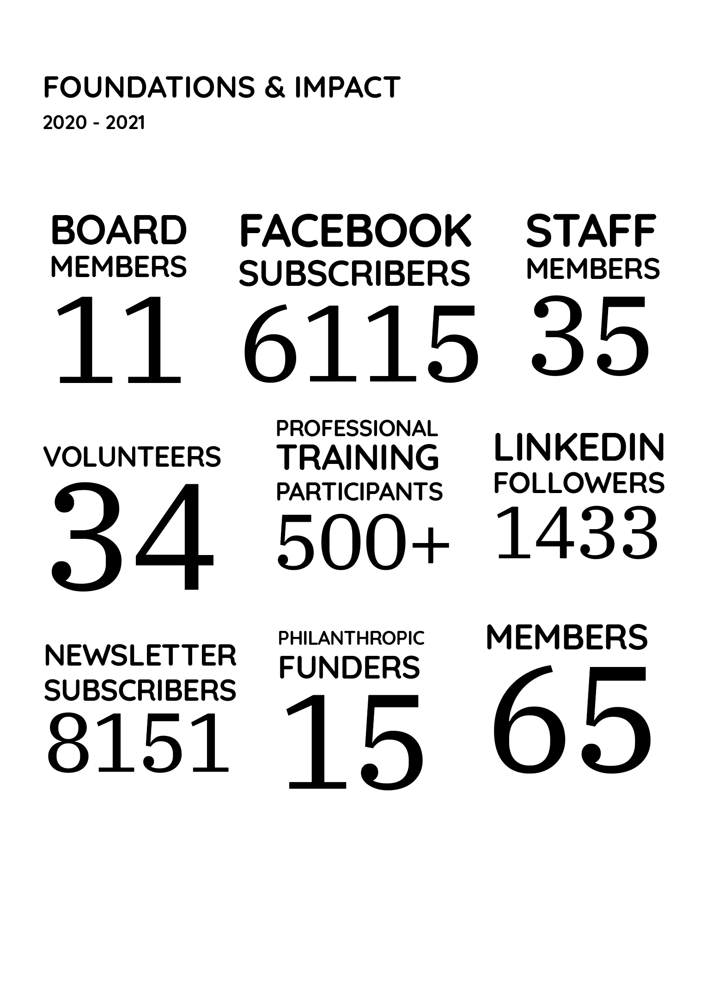 FOUNDATIONS & IMPACT
2020 - 2021
BOARD
MEMBERS
11
FACEBOOK
SUBSCRIBERS
6115
STAFF
MEMBERS
35
VOLUNTEERS
34
PROFESSIONAL
TRAINING
PARTICIPANTS
500+
LINKEDIN
FOLLOWERS
1433
NEWSLETTER
SUBSCRIBERS
8151
PHILANTHROPIC
FUNDERS
15
MEMBERS
65